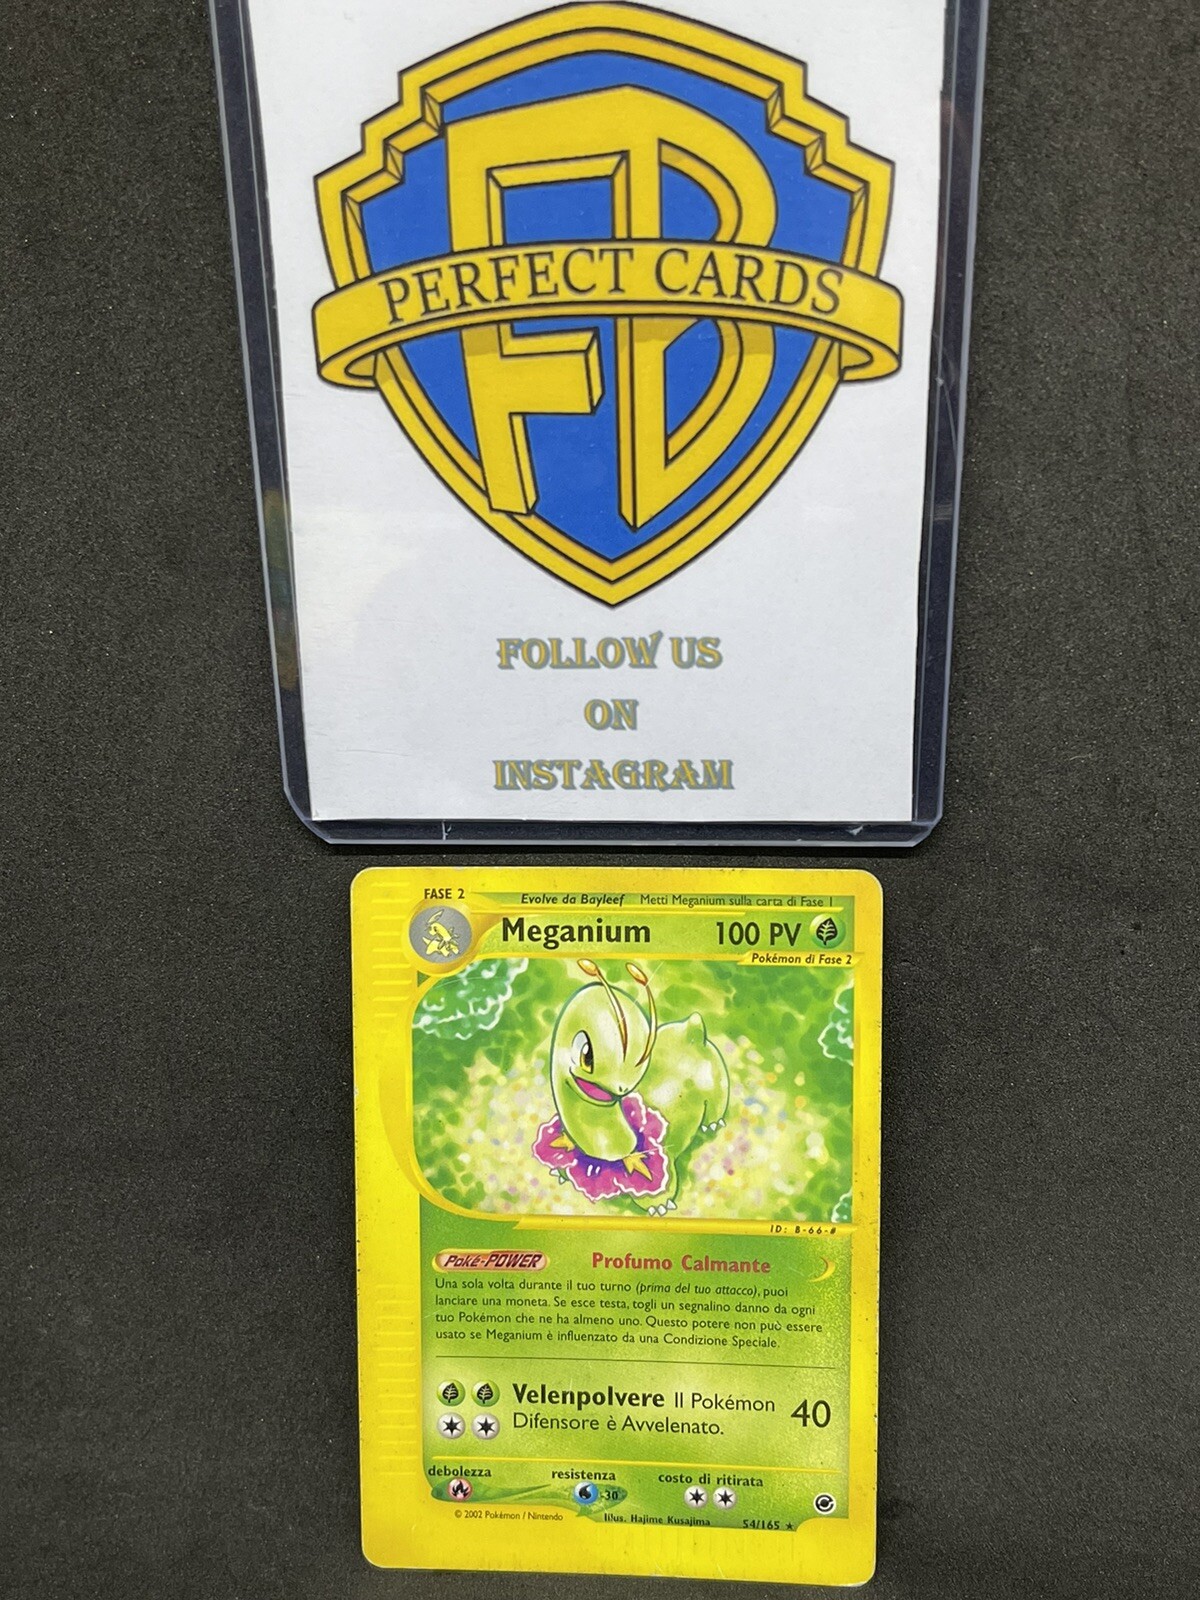 FB
PERFECT CARDS
FOLLOW US
ON
INSTAGRAM
FASE 2
Evolve da Bayleef Metti Meganium sulla carta di Fase 1
Meganium 100 PV
Pokémon di Fase 2
ID: B-66-#
Poké-POWER Profumo Calmante
Una sola volta durante il tuo turno (prima del tuo attacco), puoi
lanciare una moneta. Se esce testa, togli un segnalino danno da ogni
tuo Pokémon che ne ha almeno uno. Questo potere non può essere
usato se Meganium è influenzato da una Condizione Speciale.
Velenpolvere Il Pokémon 40
Difensore è Avvelenato.
debolezza resistenza costo di ritirata
-30
© 2002 Pokémon / Nintendo Illus. Hajime Kusajima 54/165 ★